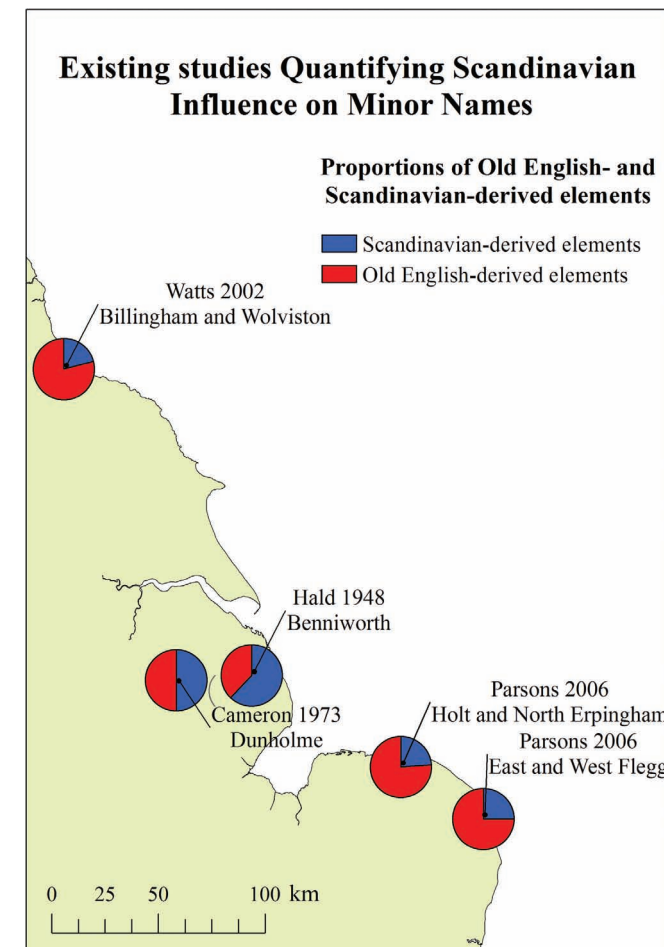 Existing studies Quantifying Scandinavian
Influence on Minor Names
Proportions of Old English- and
Scandinavian-derived elements
Scandinavian-derived elements
Old English-derived elements
Watts 2002
Billingham and Wolviston
Hald 1948
Benniworth
Cameron 1973
Dunholme
Parsons 2006
Holt and North Erpingham
Parsons 2006
East and West Flegg
0 25 50 100 km